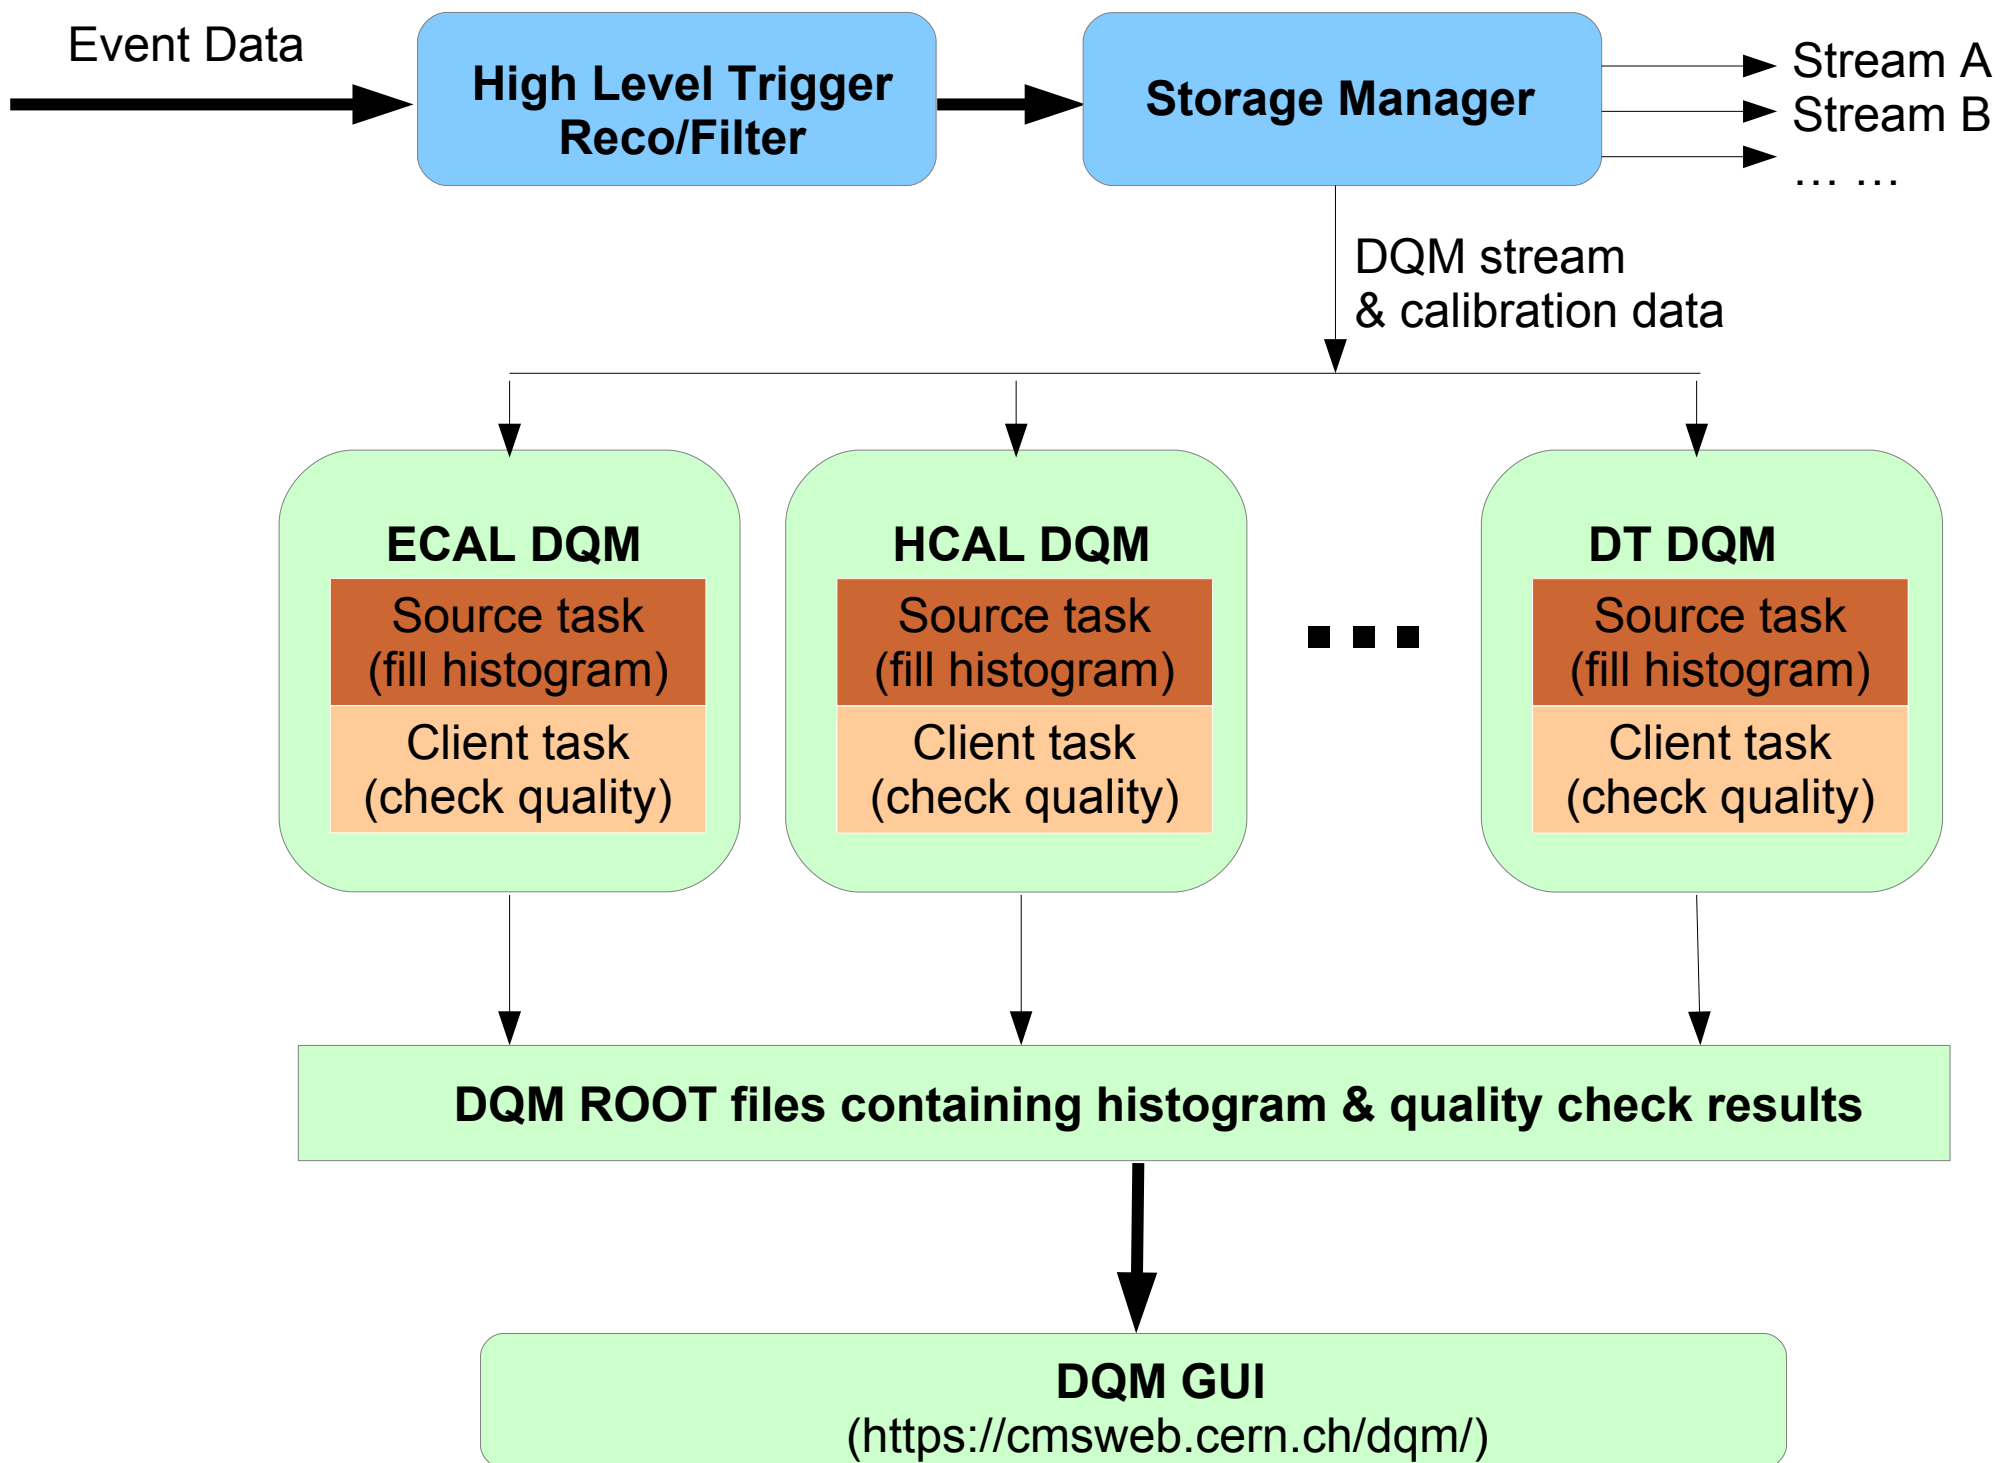 Event Data
High Level Trigger
Reco/Filter
Storage Manager
Stream A
Stream B
... ...
DQM stream
& calibration data
ECAL DQM
Source task
(fill histogram)
Client task
(check quality)
HCAL DQM
Source task
(fill histogram)
Client task
(check quality)
DT DQM
Source task
(fill histogram)
Client task
(check quality)
DQM ROOT files containing histogram & quality check results
DQM GUI
(https://cmsweb.cern.ch/dqm/)